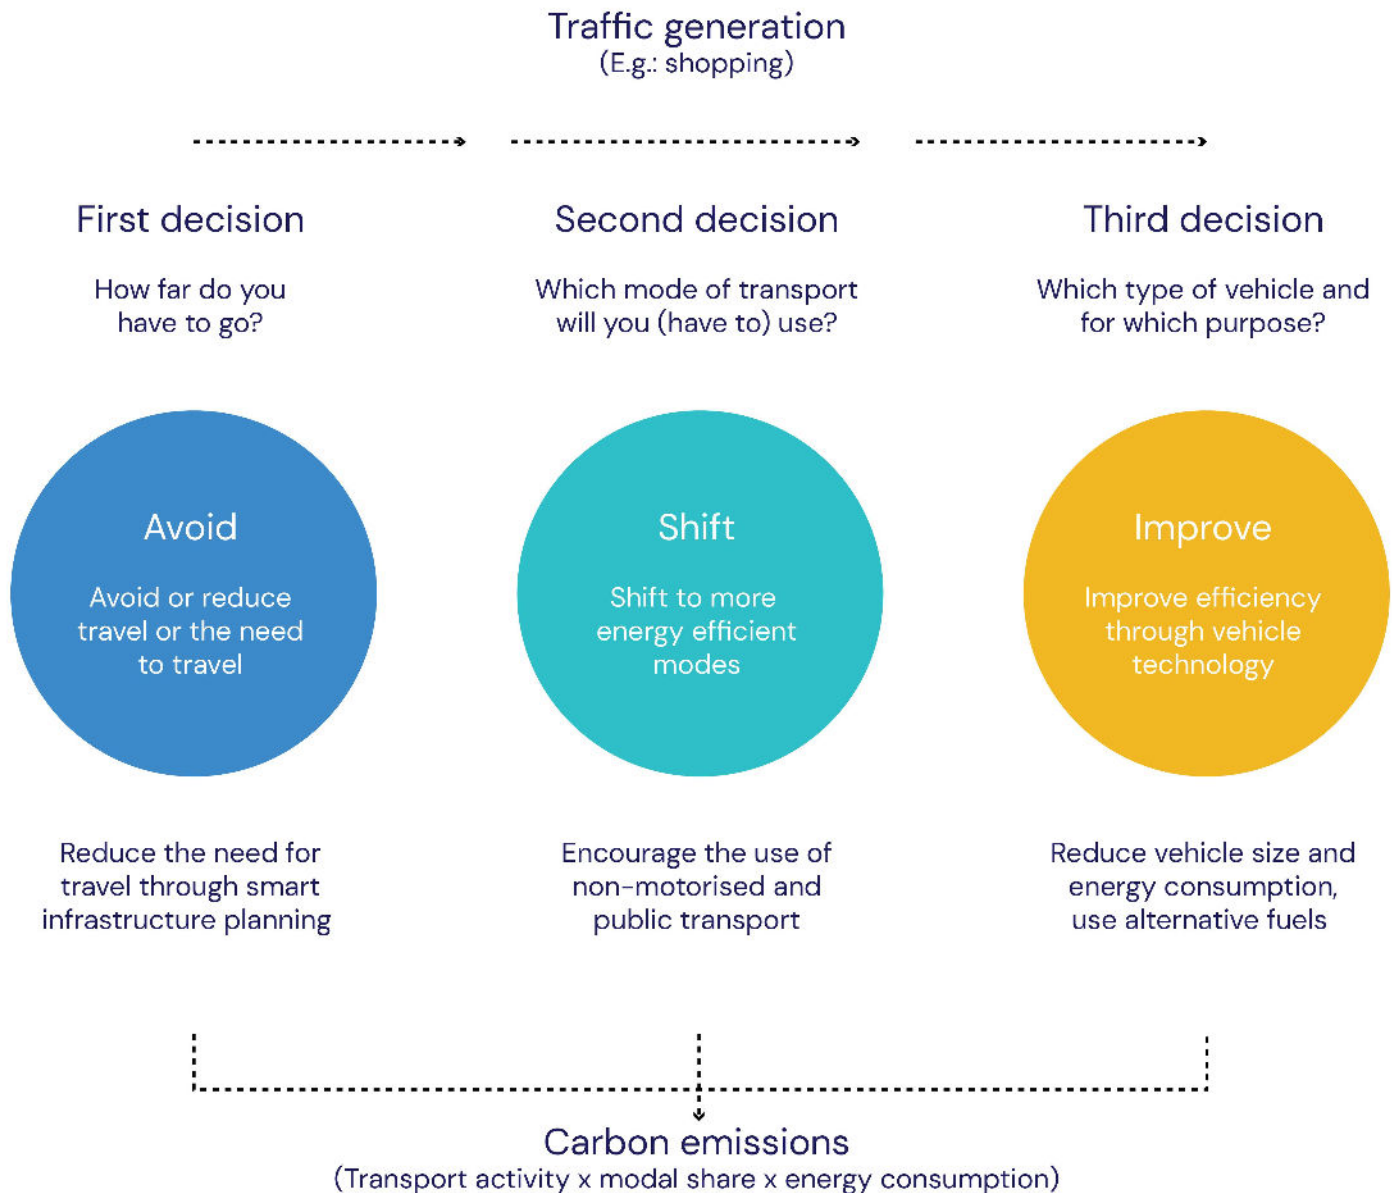 Traffic generation
(E.g.: shopping)
First decision
How far do you
have to go?
Second decision
Which mode of transport
will you (have to) use?
Third decision
Which type of vehicle and
for which purpose?
Avoid
Avoid or reduce
travel or the need
to travel
Shift
Shift to more
energy efficient
modes
Improve
Improve efficiency
through vehicle
technology
Reduce the need for
travel through smart
infrastructure planning
Encourage the use of
non-motorised and
public transport
Reduce vehicle size and
energy consumption,
use alternative fuels
Carbon emissions
(Transport activity x modal share x energy consumption)